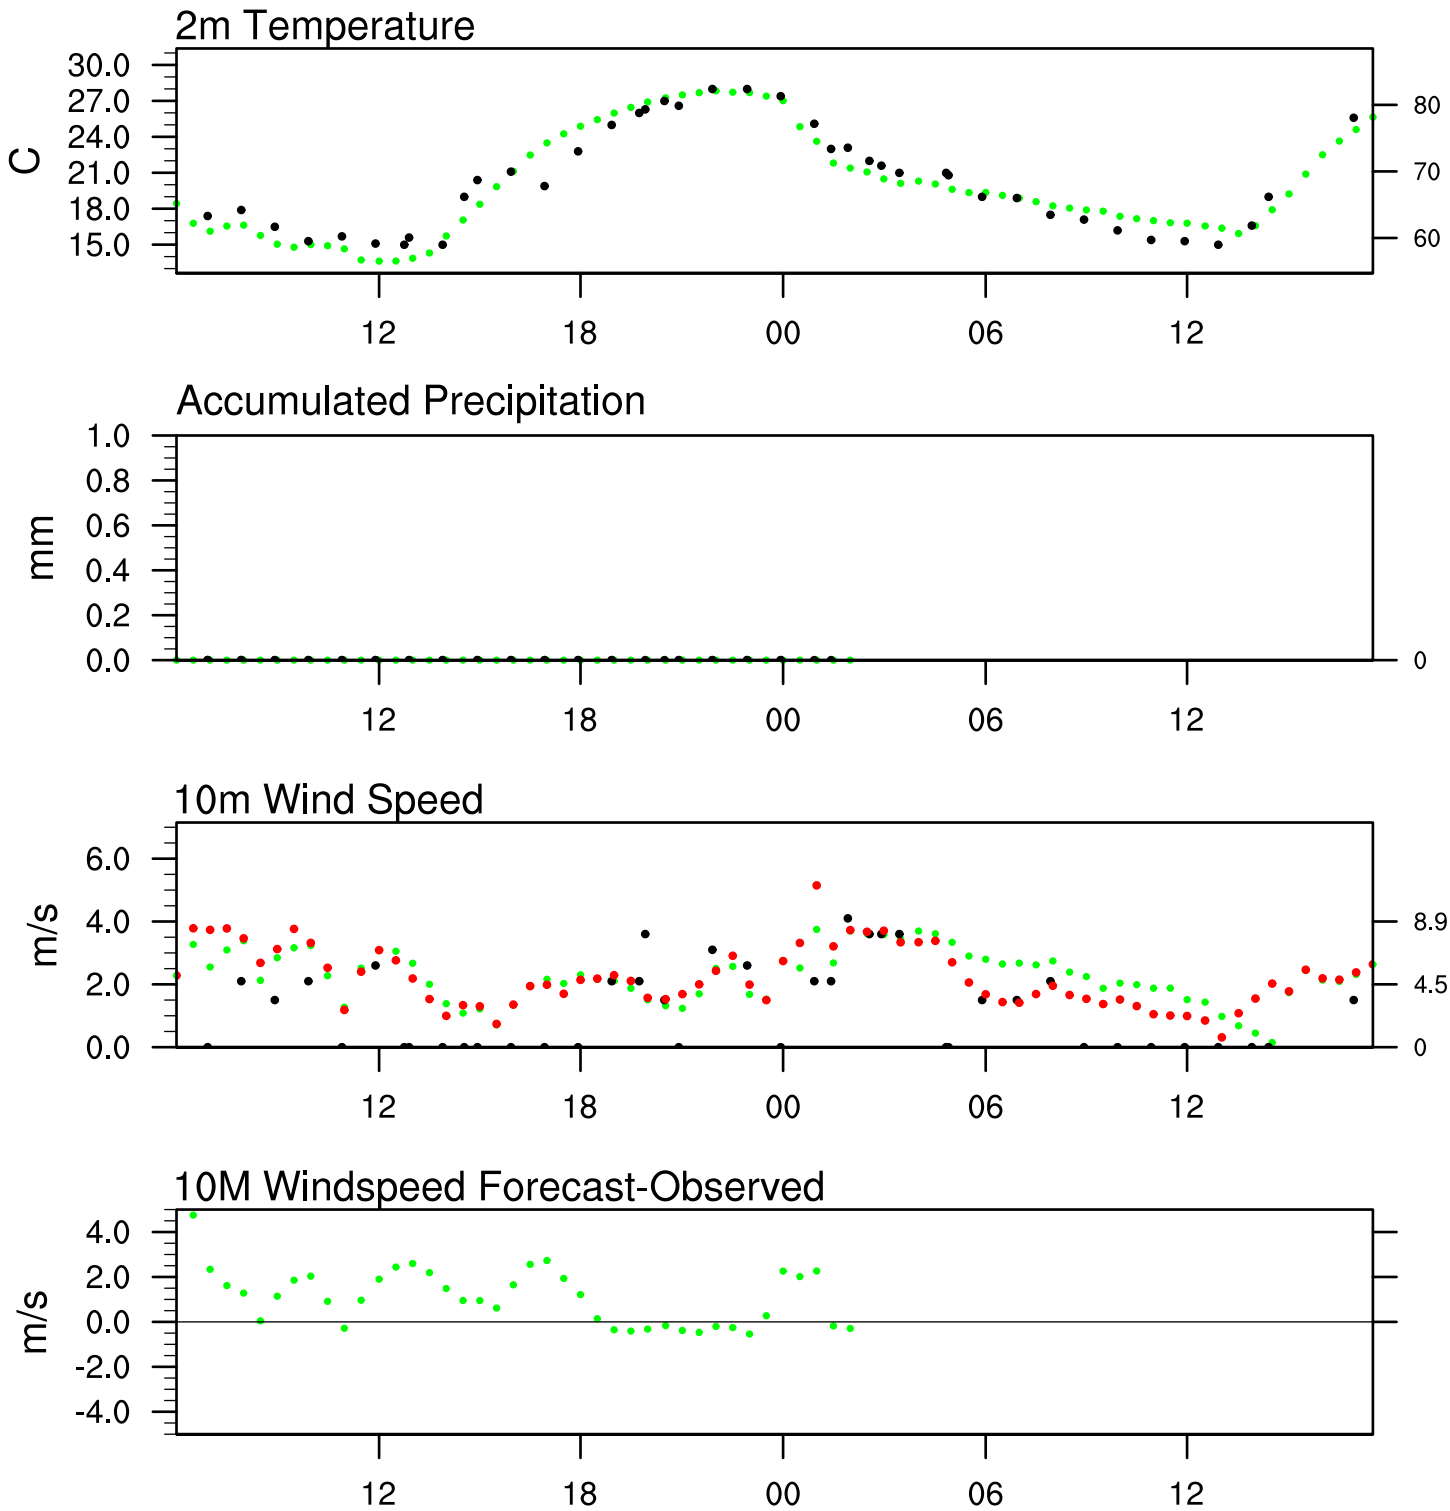 2m Temperature
C
30.0
27.0
24.0
21.0
18.0
15.0
80
70
60
12 18 00 06 12
Accumulated Precipitation
mm
1.0
0.8
0.6
0.4
0.2
0.0
0
12 18 00 06 12
10m Wind Speed
m/s
6.0
4.0
2.0
0.0
8.9
4.5
0
12 18 00 06 12
10M Windspeed Forecast-Observed
m/s
4.0
2.0
0.0
-2.0
-4.0
12 18 00 06 12